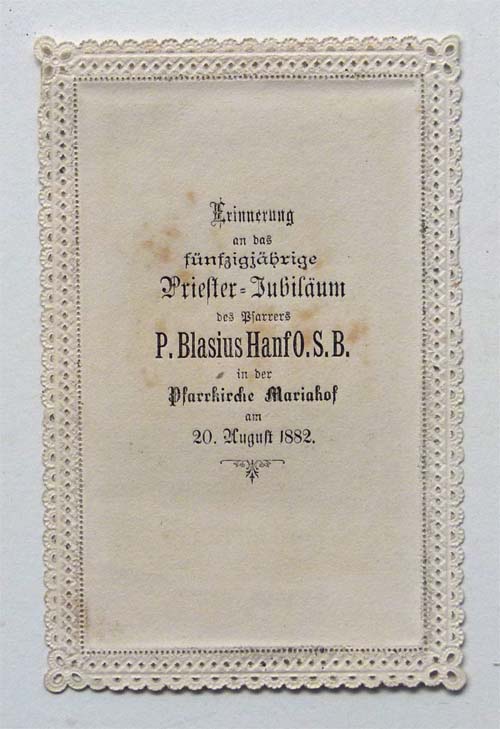 Erinnerung
an das
fünfzigjährige
Priester-Jubiläum
des Pfarrers
P. Blasius Hanf O. S. B.
in der
Pfarrkirche Mariahof
am
20. August 1882.